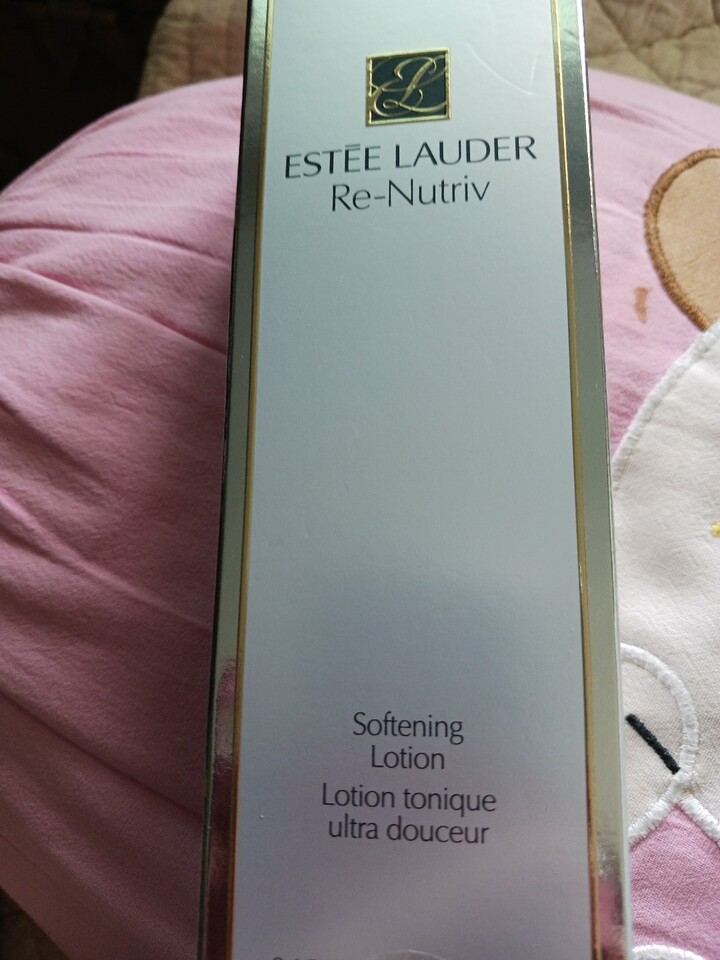 ESTĒE LAUDER
Re-Nutriv
Softening
Lotion
Lotion tonique
ultra douceur